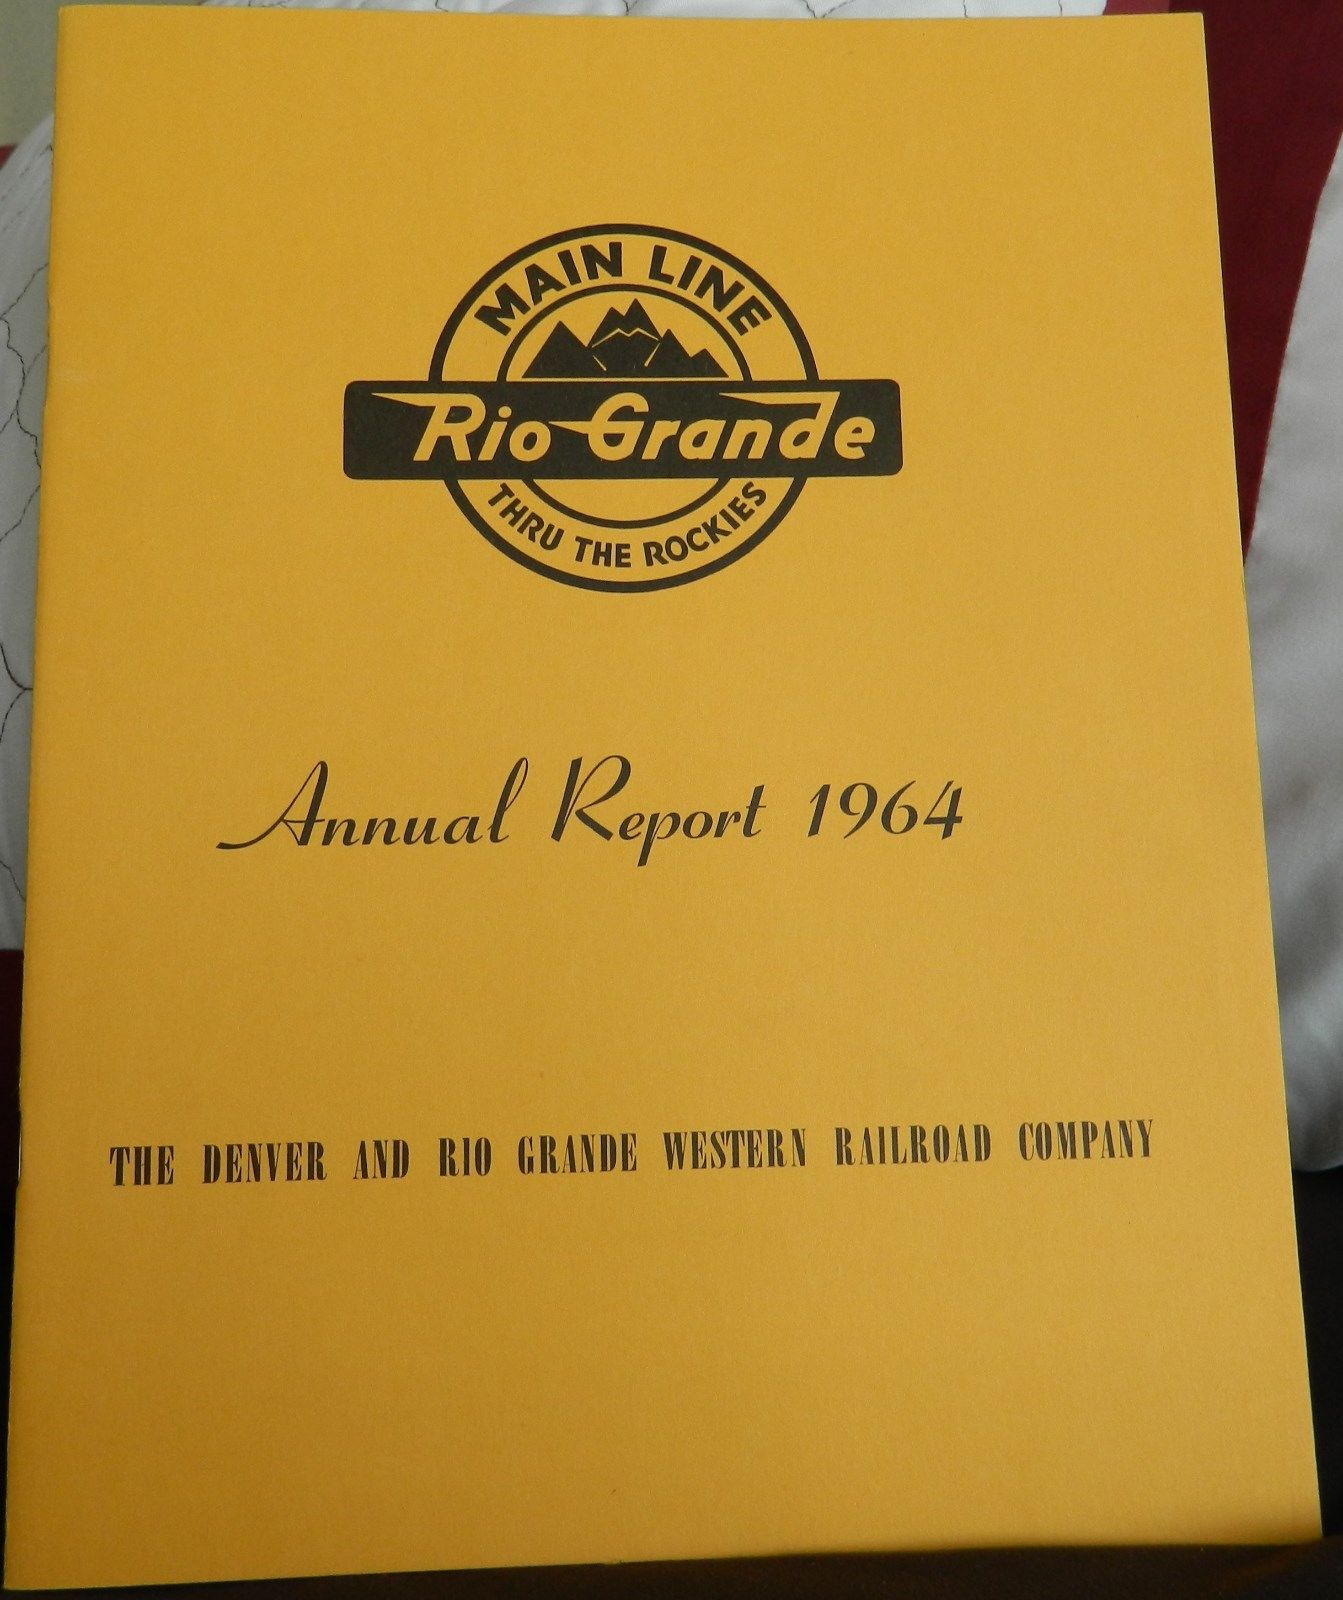 MAIN LINE
Rio Grande
THRU THE ROCKIES
Annual Report 1964
THE DENVER AND RIO GRANDE WESTERN RAILROAD COMPANY